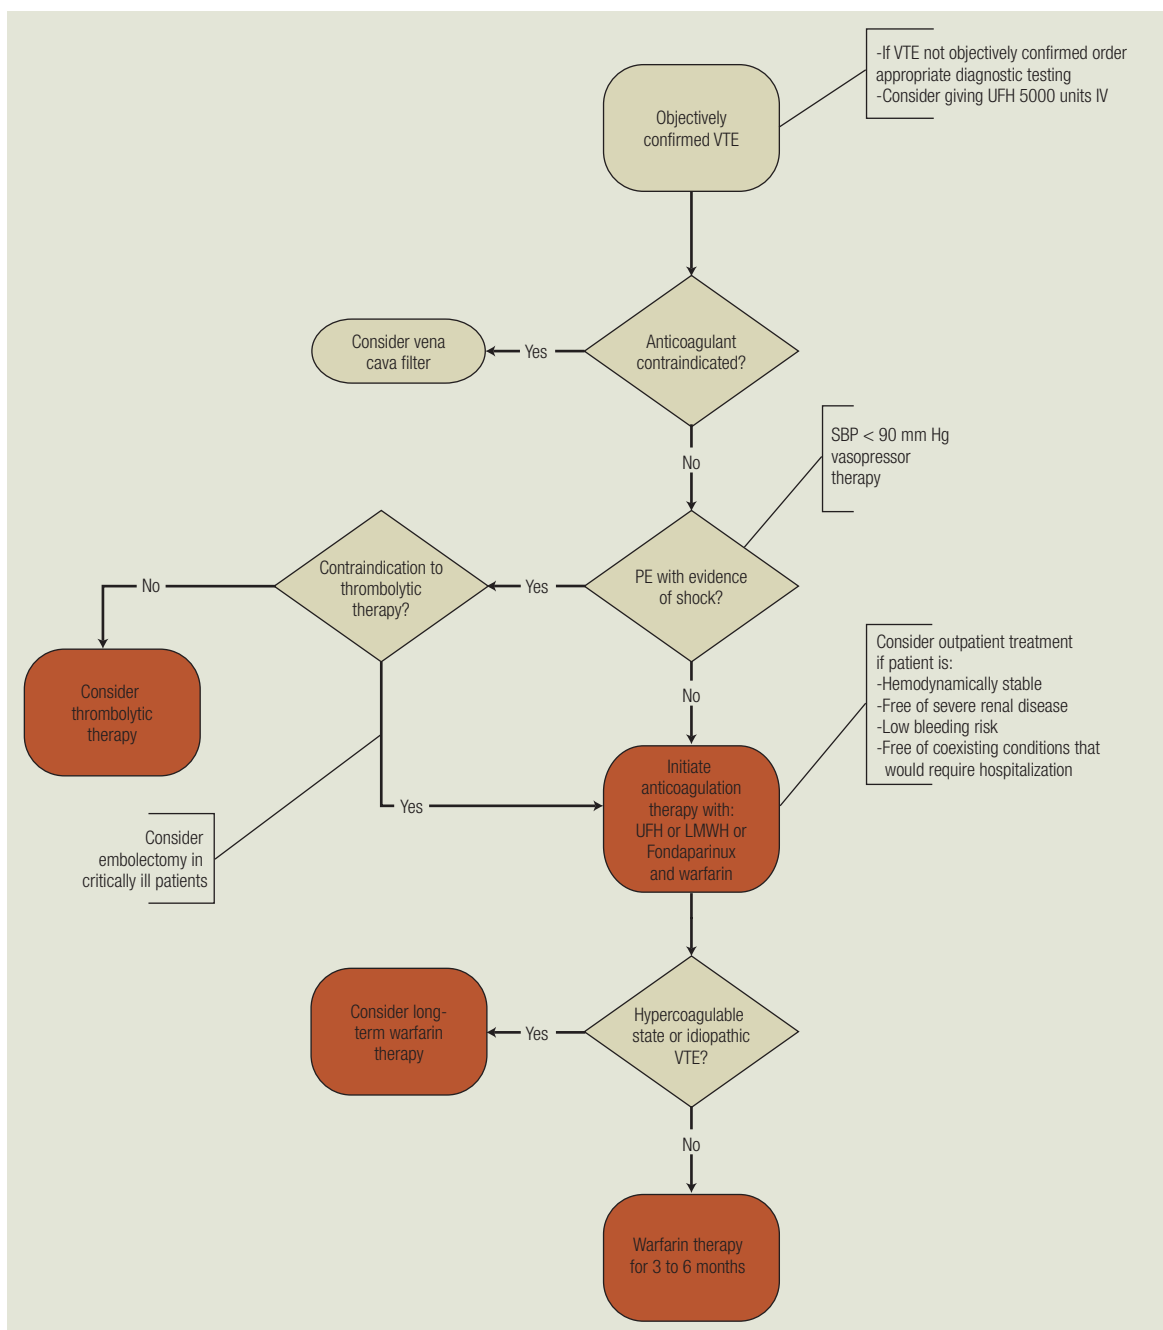 -If VTE not objectively confirmed order
appropriate diagnostic testing
-Consider giving UFH 5000 units IV
Objectively
confirmed VTE
Anticoagulant
contraindicated?
Yes
Consider vena
cava filter
No
SBP < 90 mm Hg
vasopressor
therapy
PE with evidence
of shock?
Yes
Contraindication to
thrombolytic
therapy?
No
Consider
thrombolytic
therapy
Yes
Consider
embolectomy in
critically ill patients
No
Consider outpatient treatment
if patient is:
-Hemodynamically stable
-Free of severe renal disease
-Low bleeding risk
-Free of coexisting conditions that
would require hospitalization
Initiate
anticoagulation
therapy with:
UFH or LMWH or
Fondaparinux
and warfarin
Hypercoagulable
state or idiopathic
VTE?
Yes
Consider long-
term warfarin
therapy
No
Warfarin therapy
for 3 to 6 months